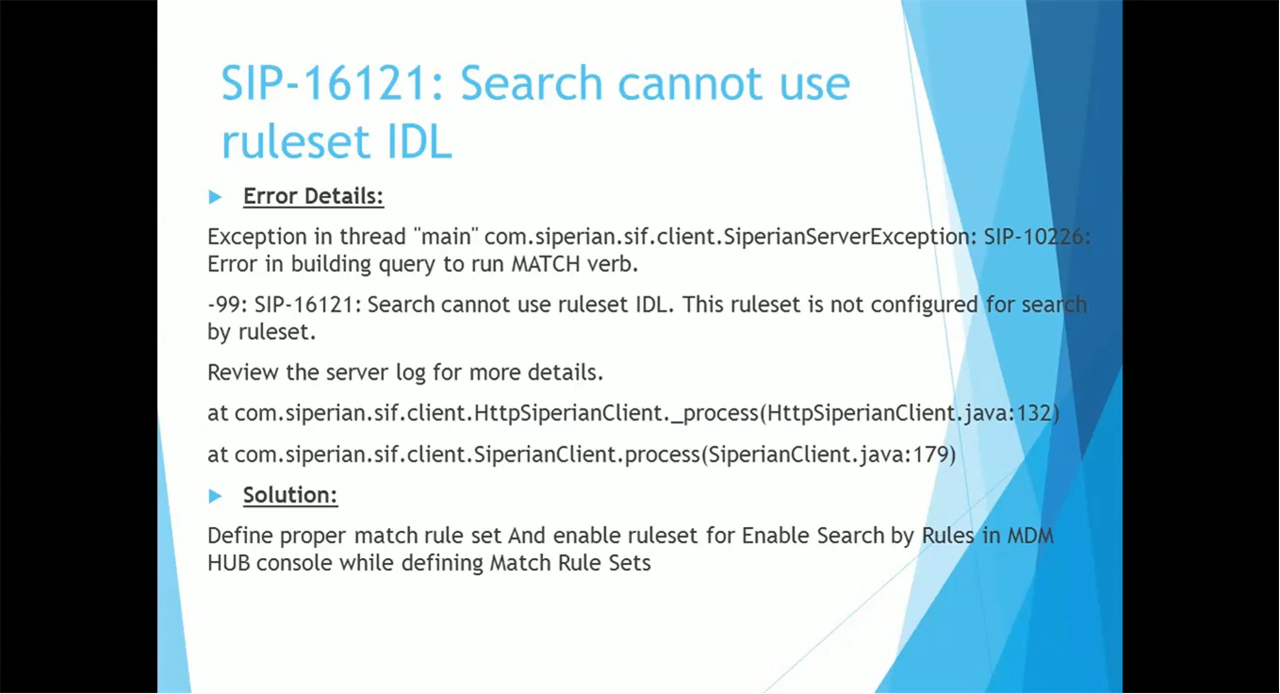 SIP-16121: Search cannot use
ruleset IDL
Error Details:
Exception in thread "main" com.siperian.sif.client.SiperianServerException: SIP-10226:
Error in building query to run MATCH verb.
-99: SIP-16121: Search cannot use ruleset IDL. This ruleset is not configured for search
by ruleset.
Review the server log for more details.
at com.siperian.sif.client.HttpSiperianClient._process(HttpSiperianClient.java:132)
at com.siperian.sif.client.SiperianClient.process(SiperianClient.java:179)
Solution:
Define proper match rule set And enable ruleset for Enable Search by Rules in MDM
HUB console while defining Match Rule Sets